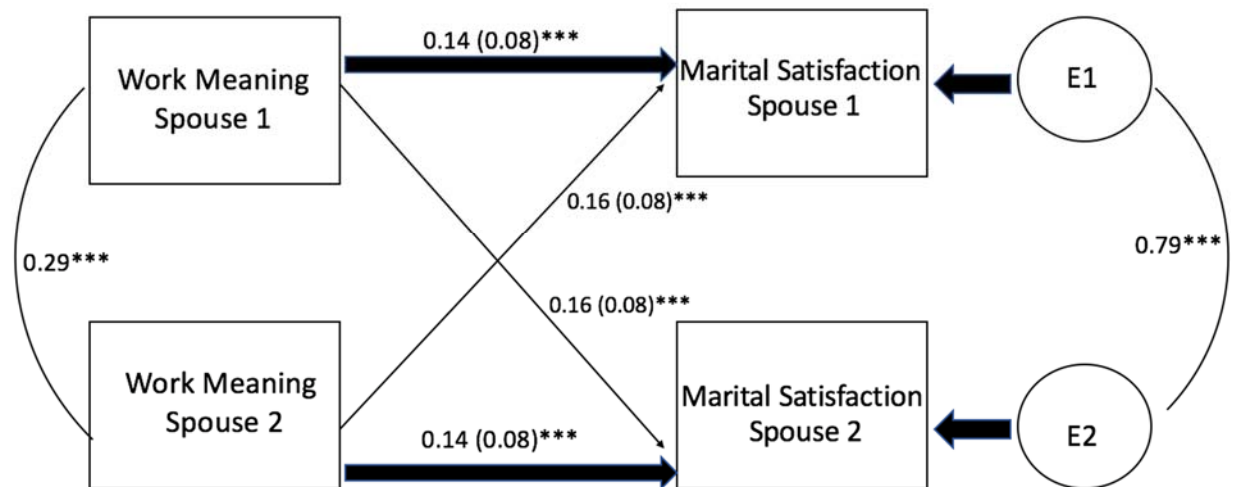 0.14 (0.08)***
Work Meaning
Spouse 1
Marital Satisfaction
Spouse 1
E1
0.16 (0.08)***
0.29***
0.79***
0.16 (0.08)***
Work Meaning
Spouse 2
Marital Satisfaction
Spouse 2
E2
0.14 (0.08)***